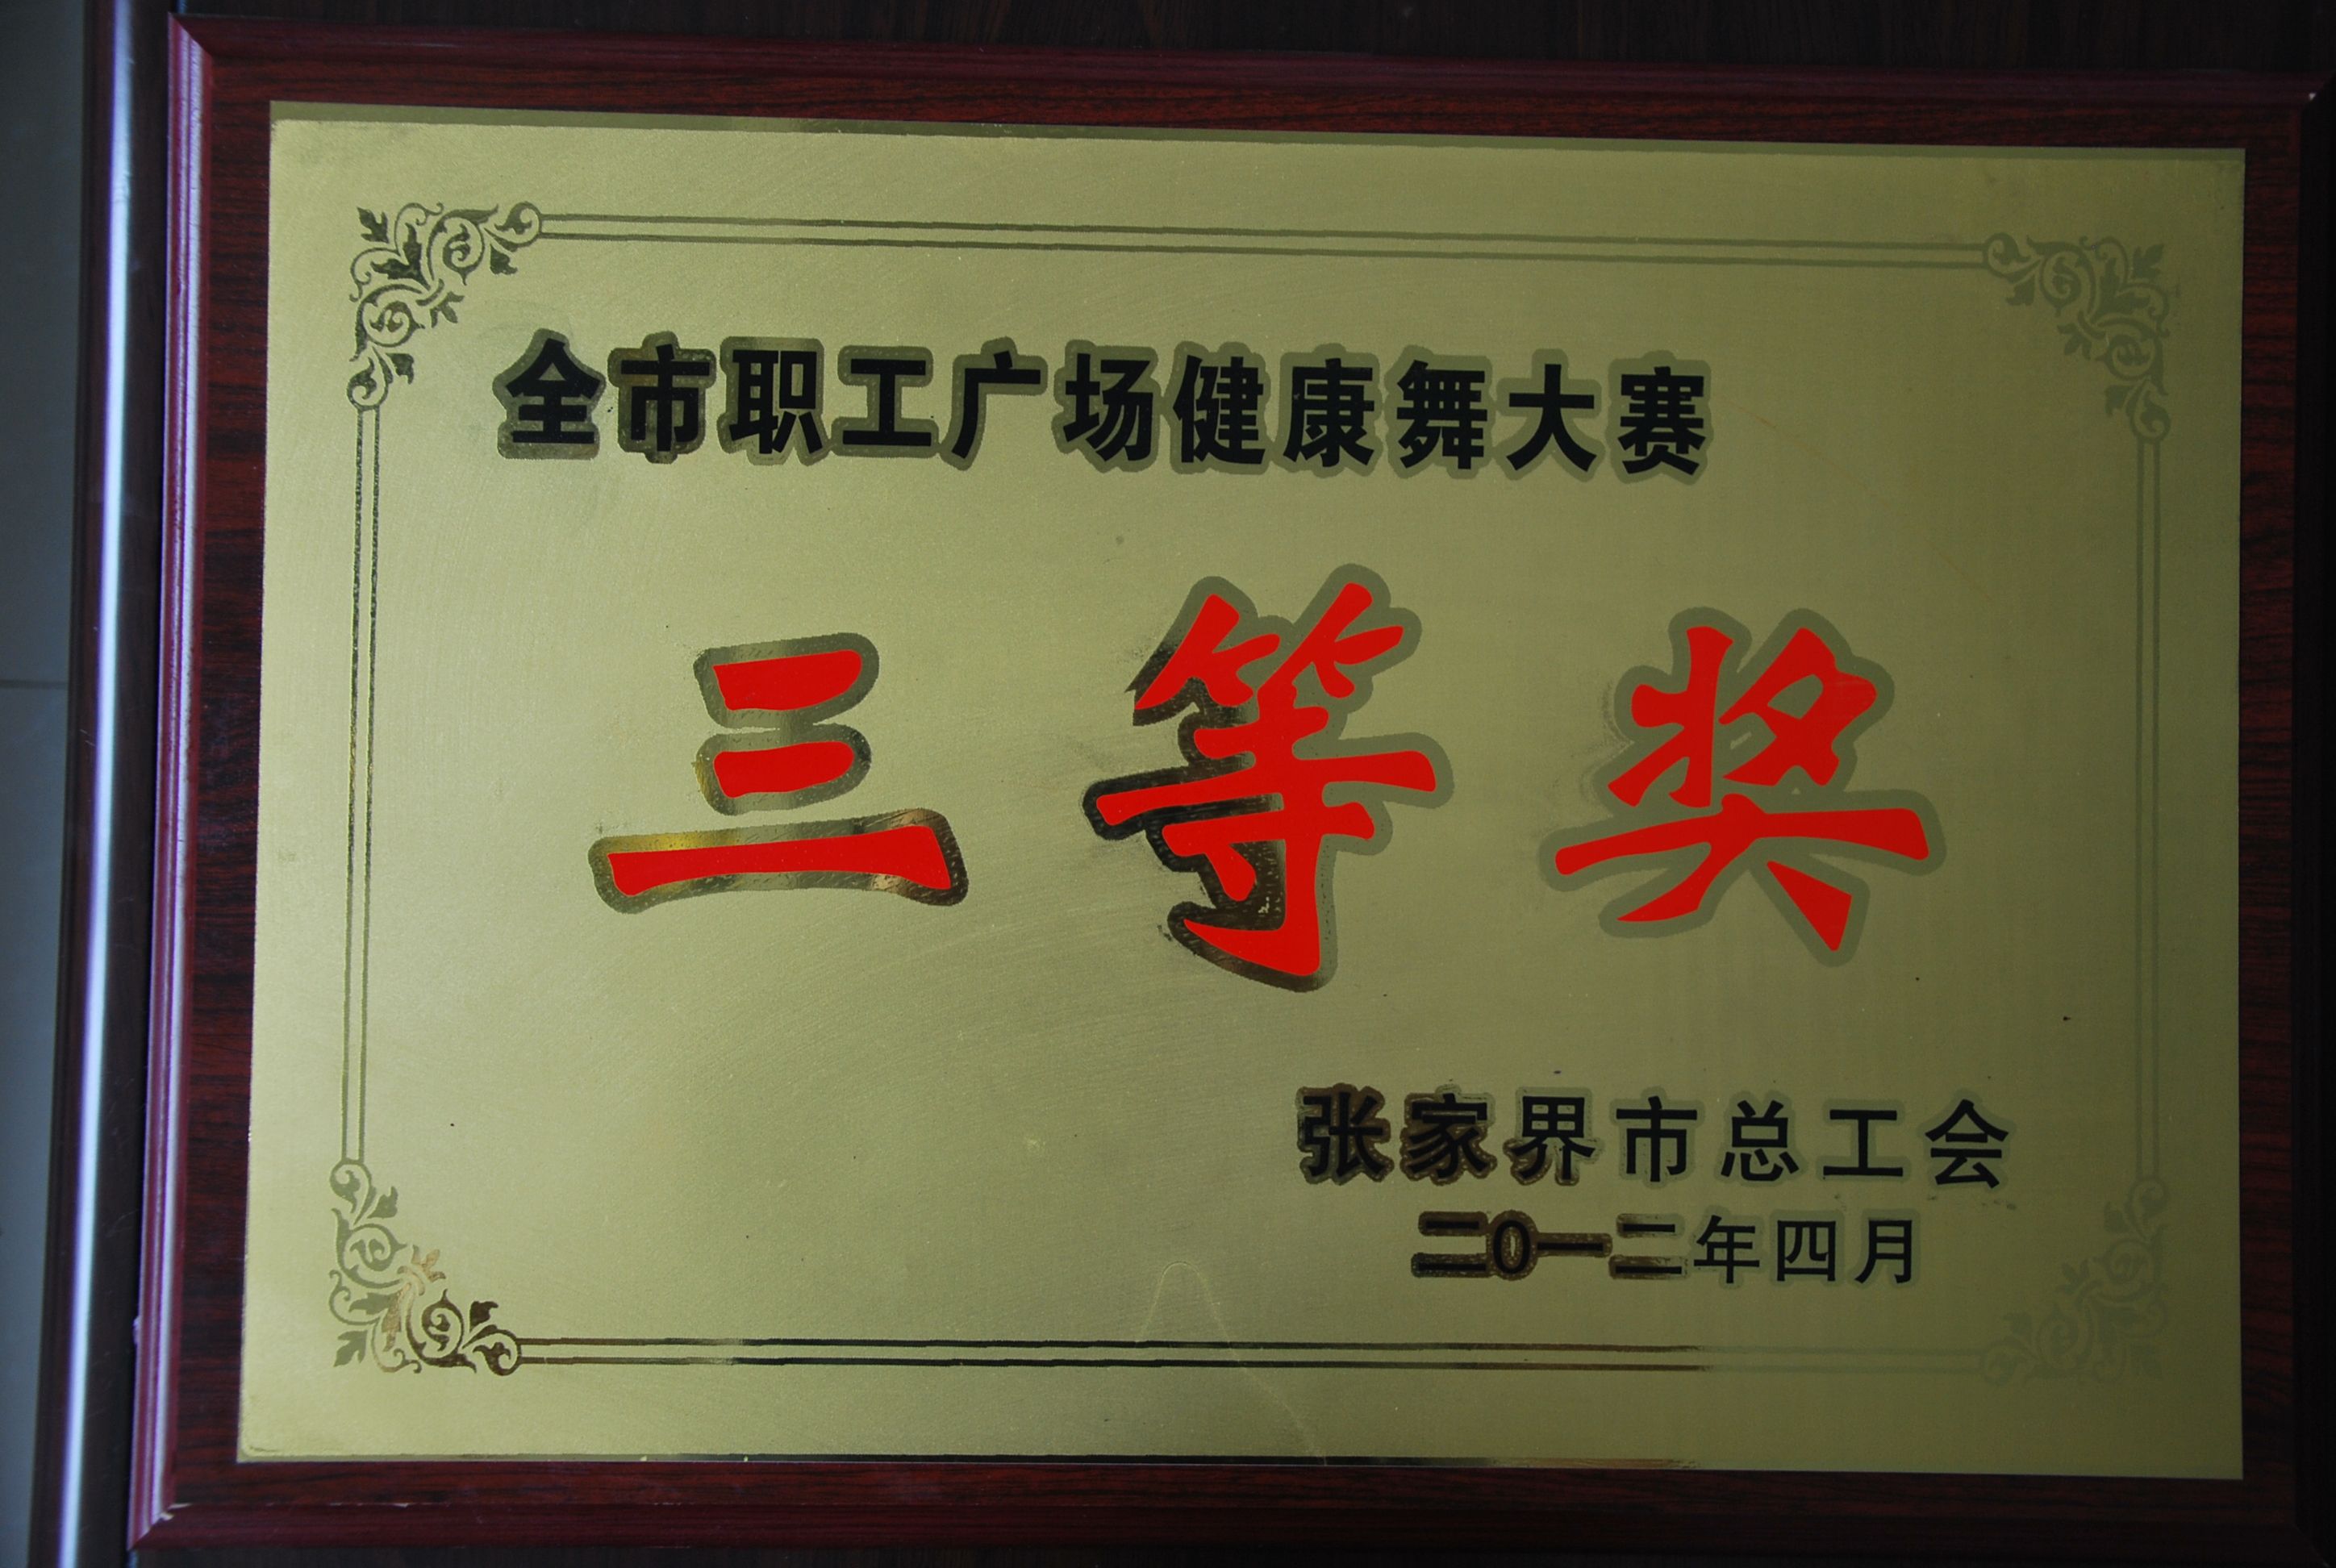 全市职工广场健康舞大赛
三等奖
张家界市总工会
二0一二年四月